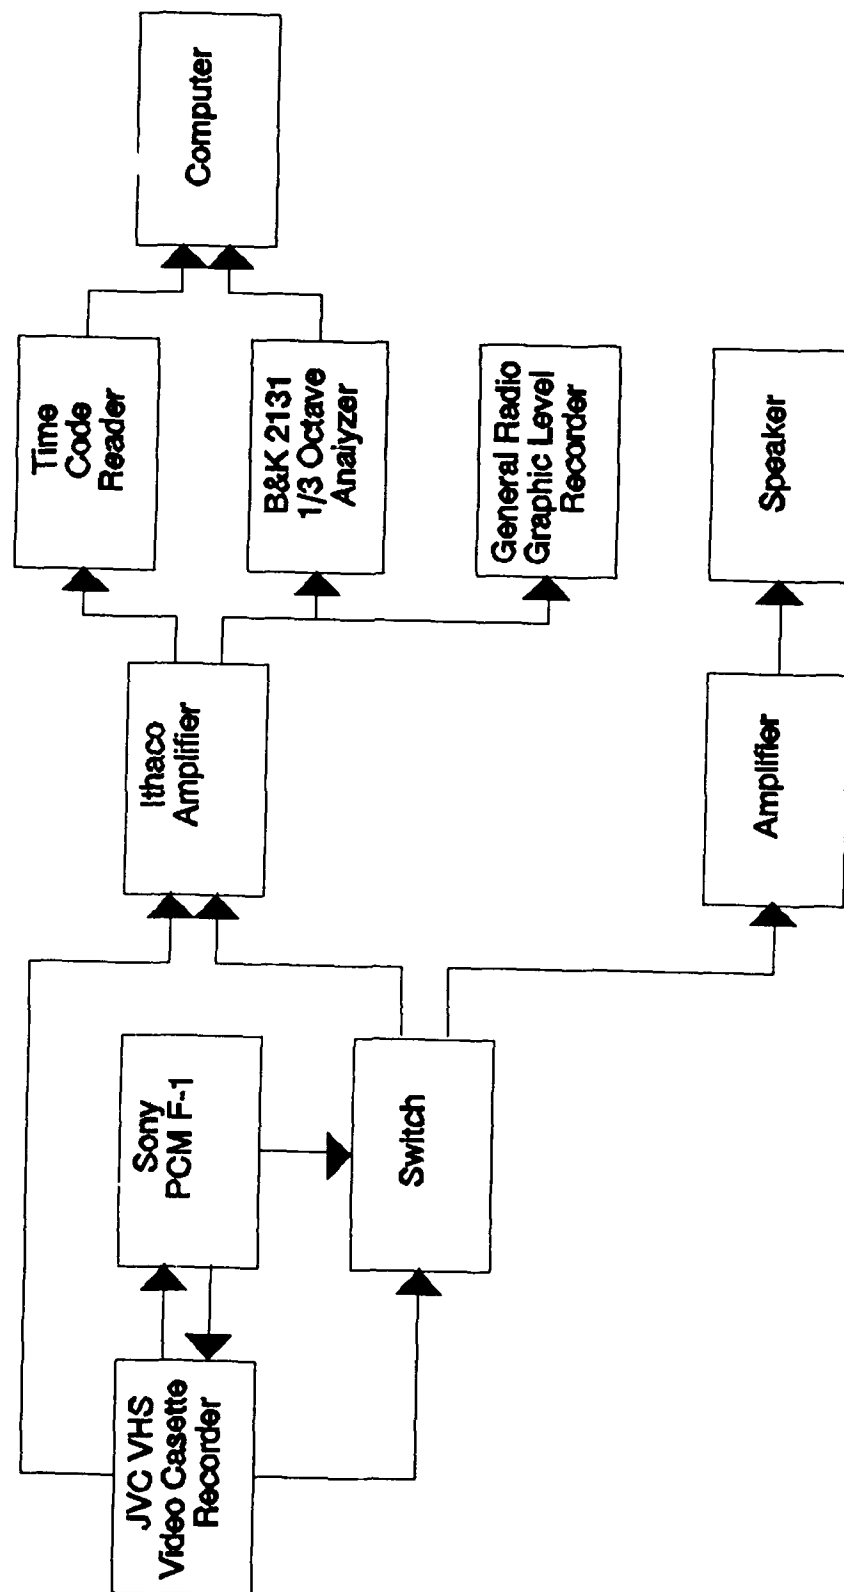 JVC VHS
Video Casette
Recorder
Sony
PCM F-1
Switch
Ithaco
Amplifier
Amplifier
Time
Code
Reader
B&K 2131
1/3 Octave
Analyzer
General Radio
Graphic Level
Recorder
Speaker
Computer